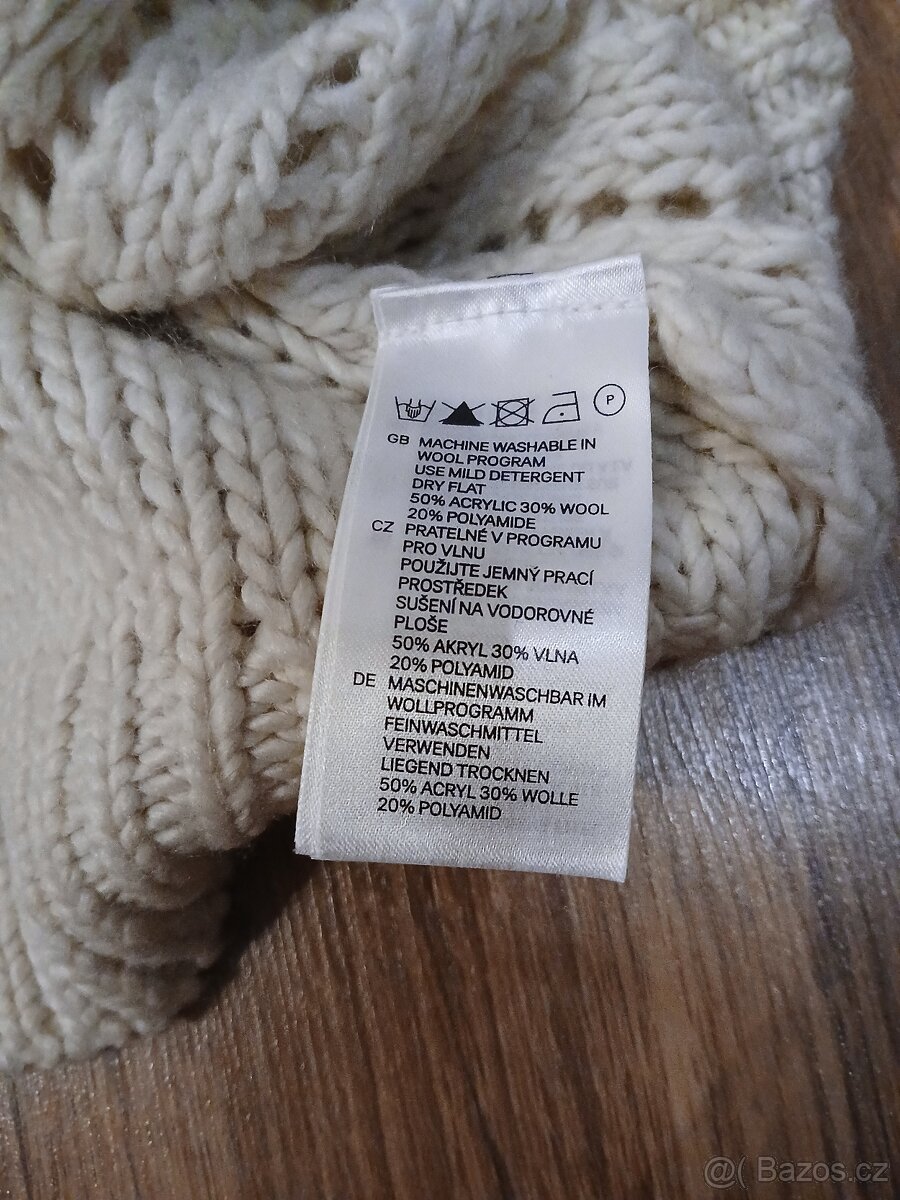 P
GB MACHINE WASHABLE IN
WOOL PROGRAM
USE MILD DETERGENT
DRY FLAT
50% ACRYLIC 30% WOOL
20% POLYAMIDE
CZ PRATELNÉ V PROGRAMU
PRO VLNU
POUŽIJTE JEMNÝ PRACÍ
PROSTŘEDEK
SUŠENÍ NA VODOROVNÉ
PLOŠE
50% AKRYL 30% VLNA
20% POLYAMID
DE MASCHINENWASCHBAR IM
WOLLPROGRAMM
FEINWASCHMITTEL
VERWENDEN
LIEGEND TROCKNEN
50% ACRYL 30% WOLLE
20% POLYAMID
@( Bazos.cz